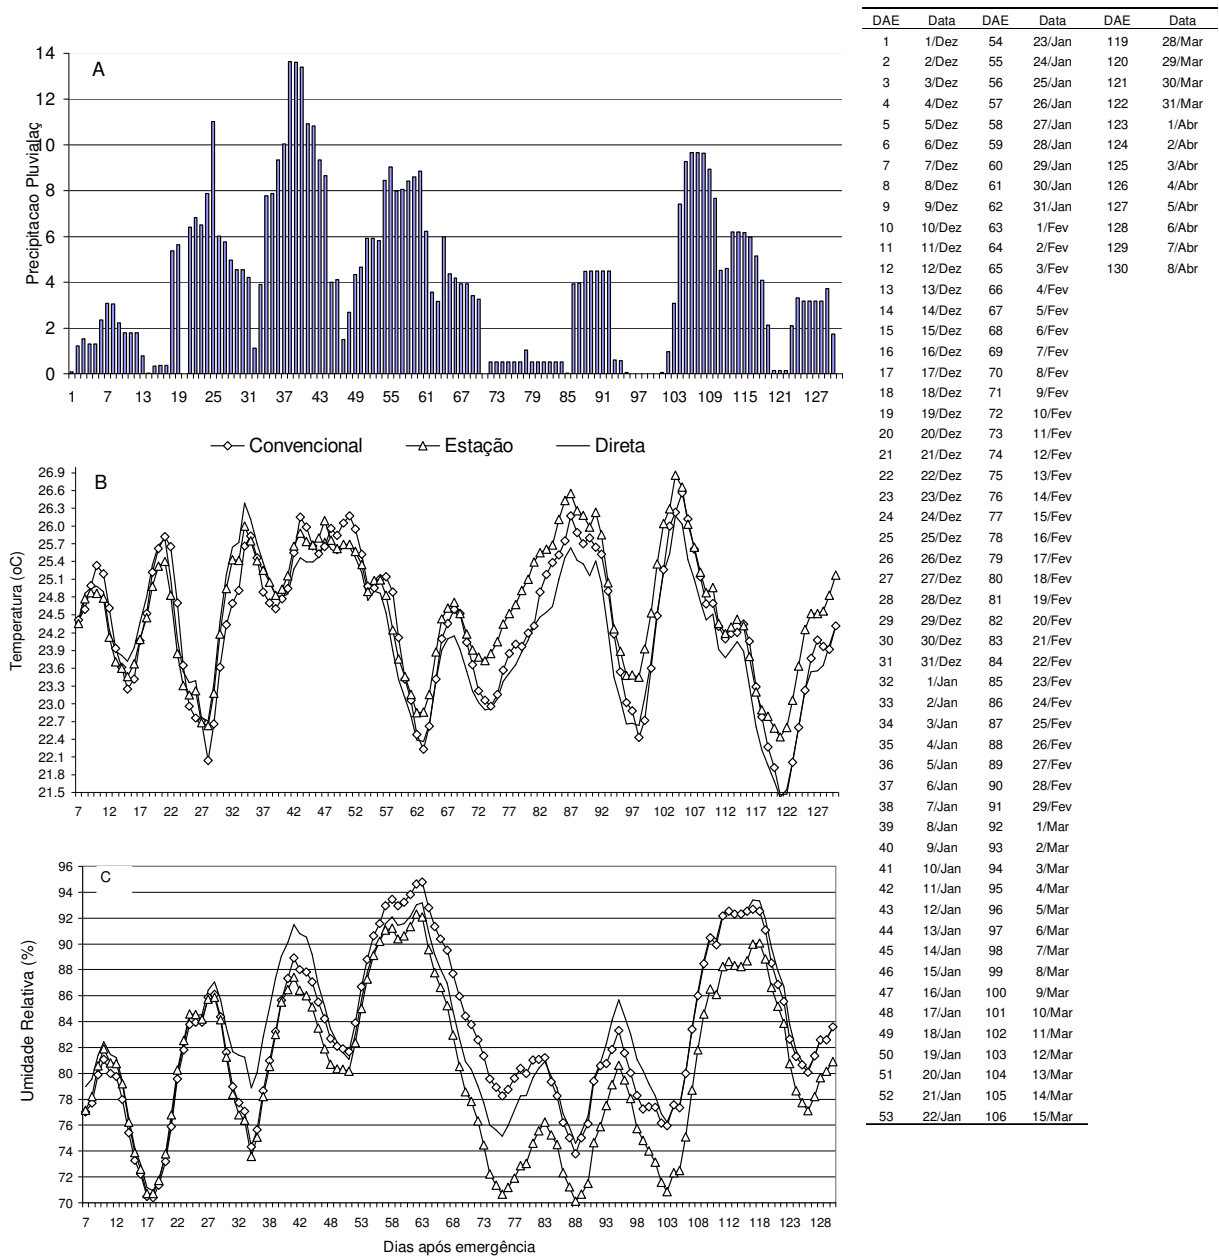 A
Precipitacao Pluvialaç
14
12
10
8
6
4
2
0
1 7 13 19 25 31 37 43 49 55 61 67 73 79 85 91 97 103 109 115 121 127
Convencional Estação Direta
B
Temperatura (oC)
26.9
26.6
26.3
26.0
25.7
25.4
25.1
24.8
24.5
24.2
23.9
23.6
23.3
23.0
22.7
22.4
22.1
21.8
21.5
7 12 17 22 27 32 37 42 47 52 57 62 67 72 77 82 87 92 97 102 107 112 117 122 127
C
Umidade Relativa (%)
96
94
92
90
88
86
84
82
80
78
76
74
72
70
7 12 17 22 27 32 38 42 48 53 58 63 68 73 77 83 88 93 98 103 108 112 118 123 128
Dias após emergência
DAE Data DAE Data DAE Data
1 1/Dez 54 23/Jan 119 28/Mar
2 2/Dez 55 24/Jan 120 29/Mar
3 3/Dez 56 25/Jan 121 30/Mar
4 4/Dez 57 26/Jan 122 31/Mar
5 5/Dez 58 27/Jan 123 1/Abr
6 6/Dez 59 28/Jan 124 2/Abr
7 7/Dez 60 29/Jan 125 3/Abr
8 8/Dez 61 30/Jan 126 4/Abr
9 9/Dez 62 31/Jan 127 5/Abr
10 10/Dez 63 1/Fev 128 6/Abr
11 11/Dez 64 2/Fev 129 7/Abr
12 12/Dez 65 3/Fev 130 8/Abr
13 13/Dez 66 4/Fev
14 14/Dez 67 5/Fev
15 15/Dez 68 6/Fev
16 16/Dez 69 7/Fev
17 17/Dez 70 8/Fev
18 18/Dez 71 9/Fev
19 19/Dez 72 10/Fev
20 20/Dez 73 11/Fev
21 21/Dez 74 12/Fev
22 22/Dez 75 13/Fev
23 23/Dez 76 14/Fev
24 24/Dez 77 15/Fev
25 25/Dez 78 16/Fev
26 26/Dez 79 17/Fev
27 27/Dez 80 18/Fev
28 28/Dez 81 19/Fev
29 29/Dez 82 20/Fev
30 30/Dez 83 21/Fev
31 31/Dez 84 22/Fev
32 1/Jan 85 23/Fev
33 2/Jan 86 24/Fev
34 3/Jan 87 25/Fev
35 4/Jan 88 26/Fev
36 5/Jan 89 27/Fev
37 6/Jan 90 28/Fev
38 7/Jan 91 29/Fev
39 8/Jan 92 1/Mar
40 9/Jan 93 2/Mar
41 10/Jan 94 3/Mar
42 11/Jan 95 4/Mar
43 12/Jan 96 5/Mar
44 13/Jan 97 6/Mar
45 14/Jan 98 7/Mar
46 15/Jan 99 8/Mar
47 16/Jan 100 9/Mar
48 17/Jan 101 10/Mar
49 18/Jan 102 11/Mar
50 19/Jan 103 12/Mar
51 20/Jan 104 13/Mar
52 21/Jan 105 14/Mar
53 22/Jan 106 15/Mar